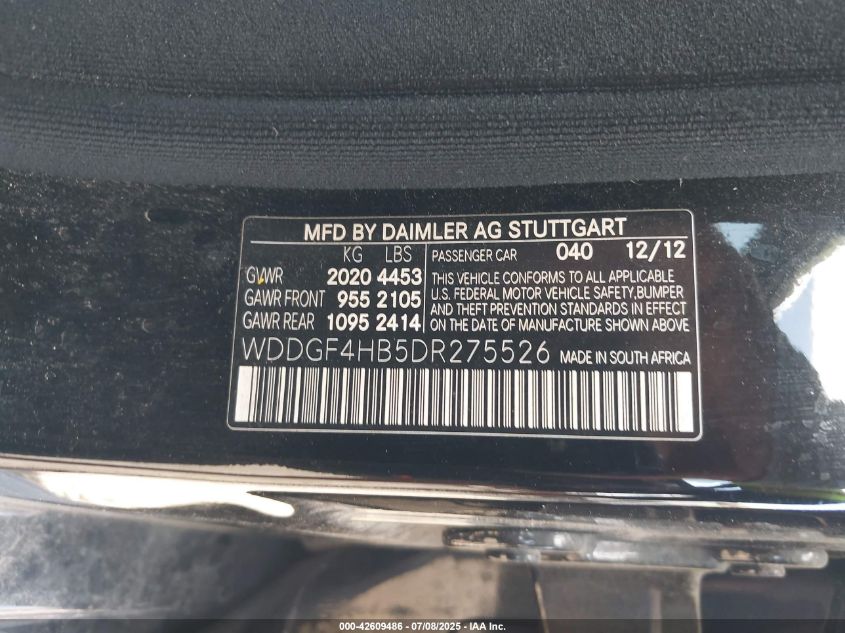 MFD BY DAIMLER AG STUTTGART
KG LBS
GVWR 2020 4453
GAWR FRONT 955 2105
GAWR REAR 1095 2414
PASSENGER CAR 040 12/12
THIS VEHICLE CONFORMS TO ALL APPLICABLE
U.S. FEDERAL MOTOR VEHICLE SAFETY, BUMPER
AND THEFT PREVENTION STANDARDS IN EFFECT
ON THE DATE OF MANUFACTURE SHOWN ABOVE
WDDGF4HB5DR275526 MADE IN SOUTH AFRICA
000-42609486 - 07/08/2025 - IAA Inc.